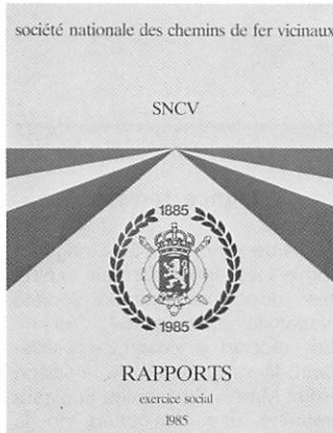 société nationale des chemins de fer vicinaux
SNCV
1885
1985
RAPPORTS
exercice social
1985